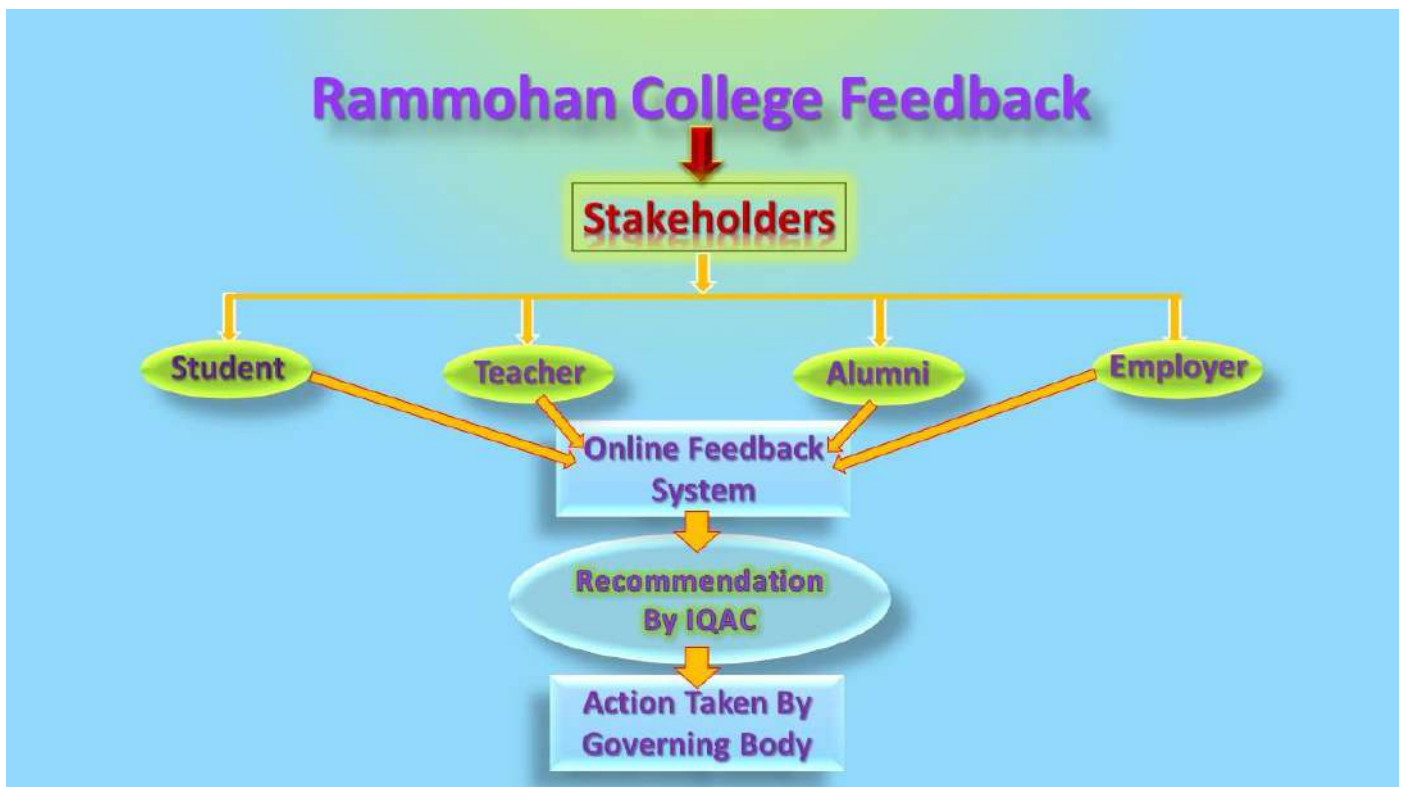 Rammohan College Feedback
Stakeholders
Student
Teacher
Alumni
Employer
Online Feedback
System
Recommendation
By IQAC
Action Taken By
Governing Body